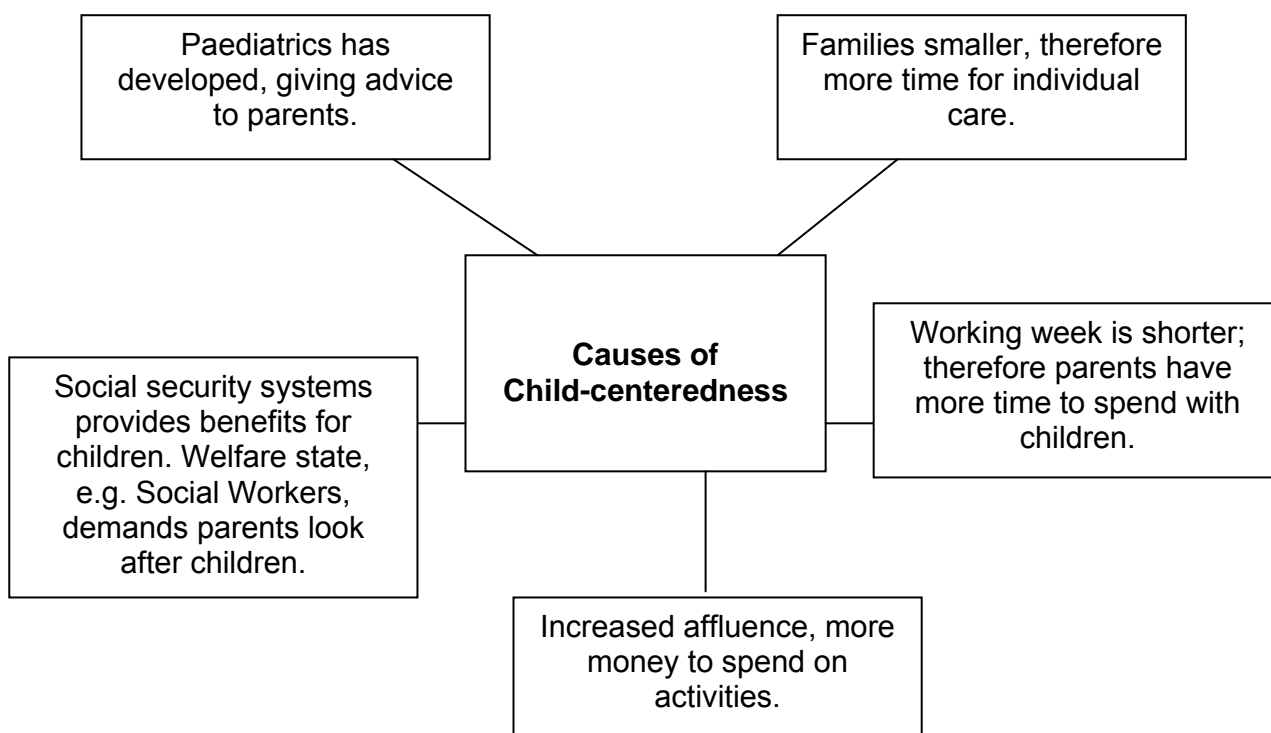 Paediatrics has
developed, giving advice
to parents.
Families smaller, therefore
more time for individual
care.
Causes of
Child-centeredness
Working week is shorter;
therefore parents have
more time to spend with
children.
Social security systems
provides benefits for
children. Welfare state,
e.g. Social Workers,
demands parents look
after children.
Increased affluence, more
money to spend on
activities.